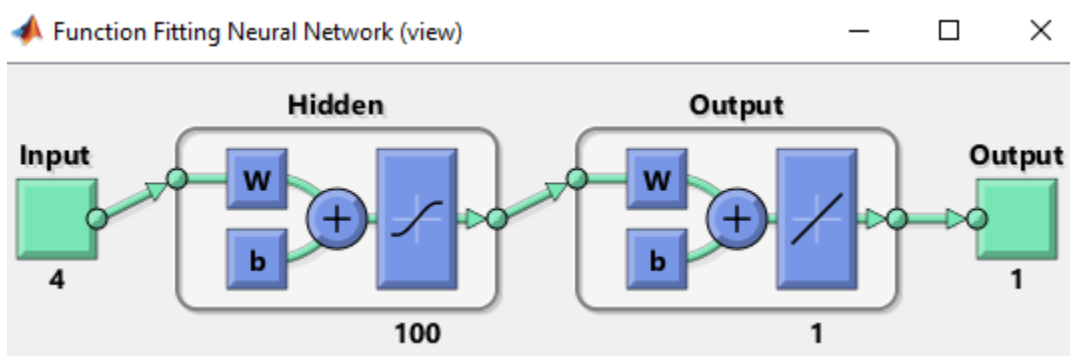 Function Fitting Neural Network (view)
Hidden
Output
Input
Output
W
W
b
b
4
1
100
1